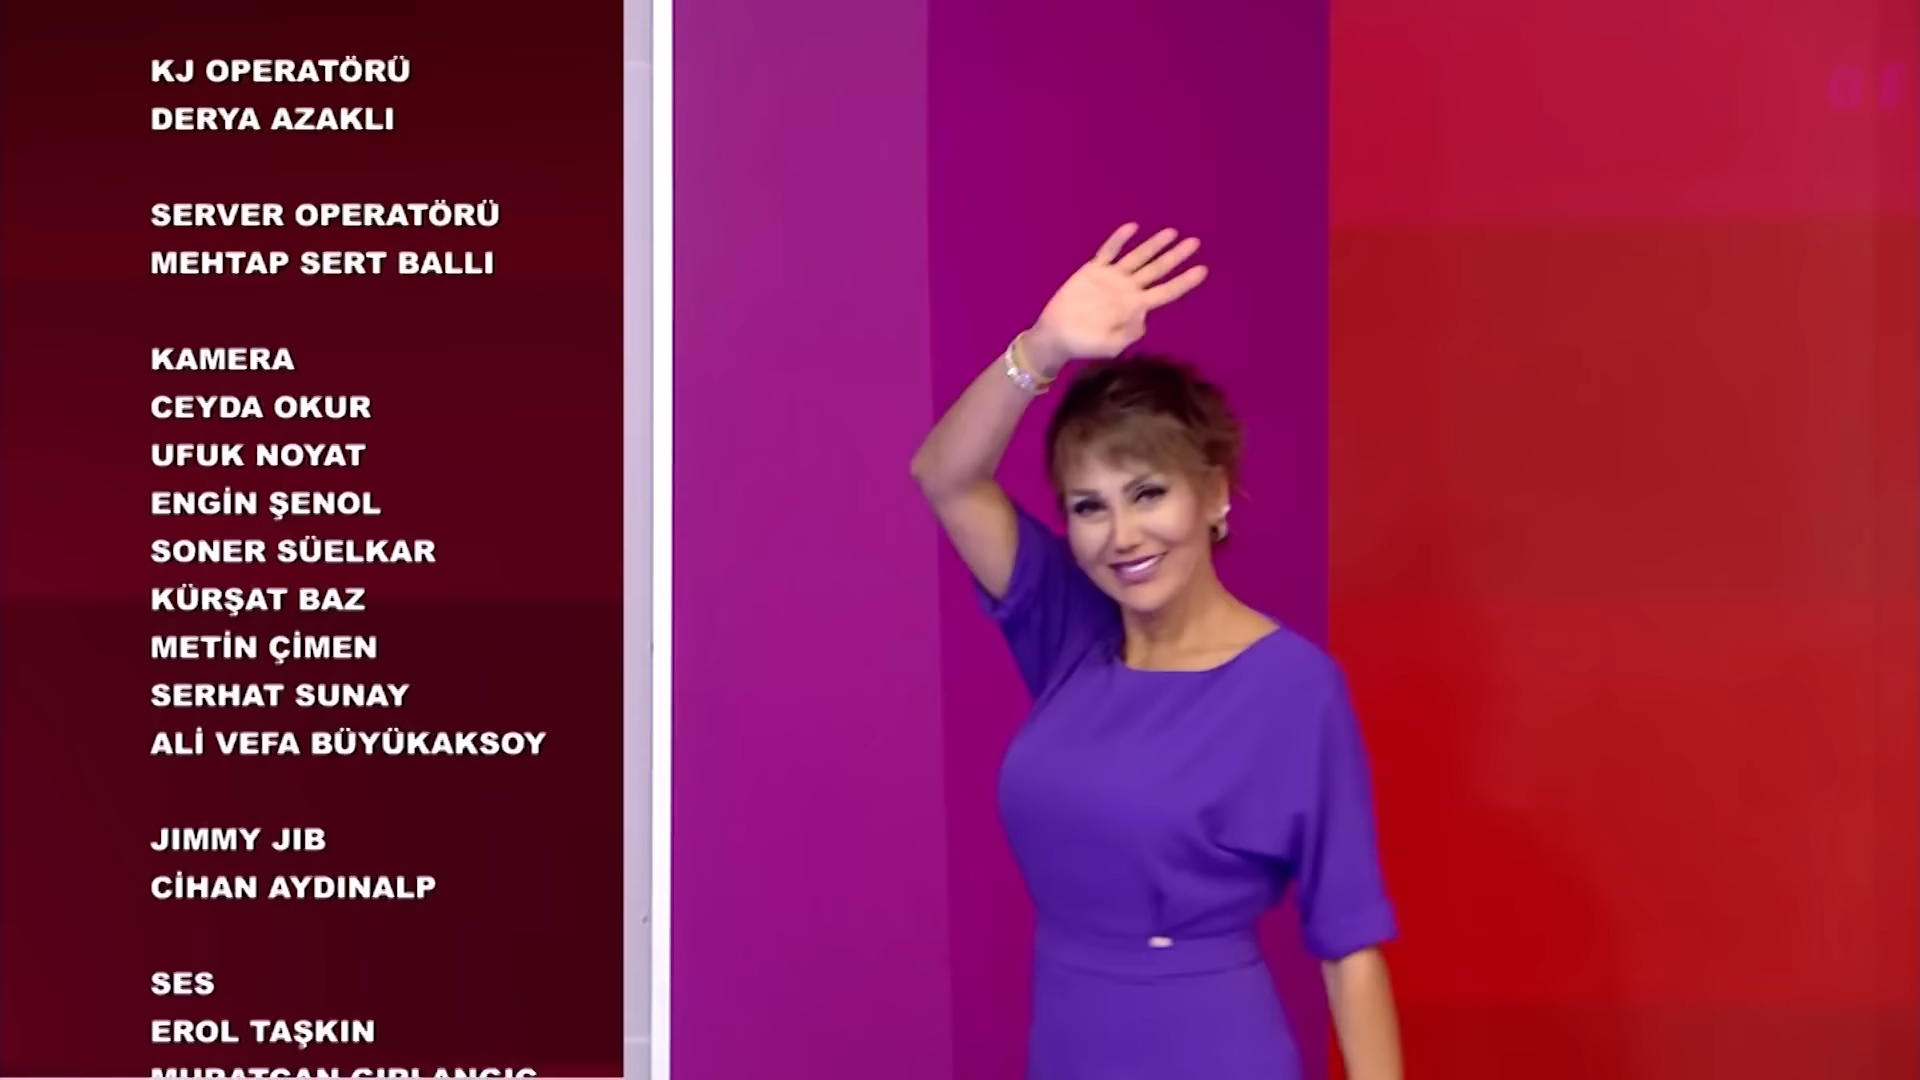 KJ OPERATÖRÜ
DERYA AZAKLI
SERVER OPERATÖRÜ
MEHTAP SERT BALLI
KAMERA
CEYDA OKUR
UFUK NOYAT
ENGİN ŞENOL
SONER SÜELKAR
KÜRŞAT BAZ
METİN ÇİMEN
SERHAT SUNAY
ALİ VEFA BÜYÜKAKSOY
JIMMY JIB
CİHAN AYDINALP
SES
EROL TAŞKIN